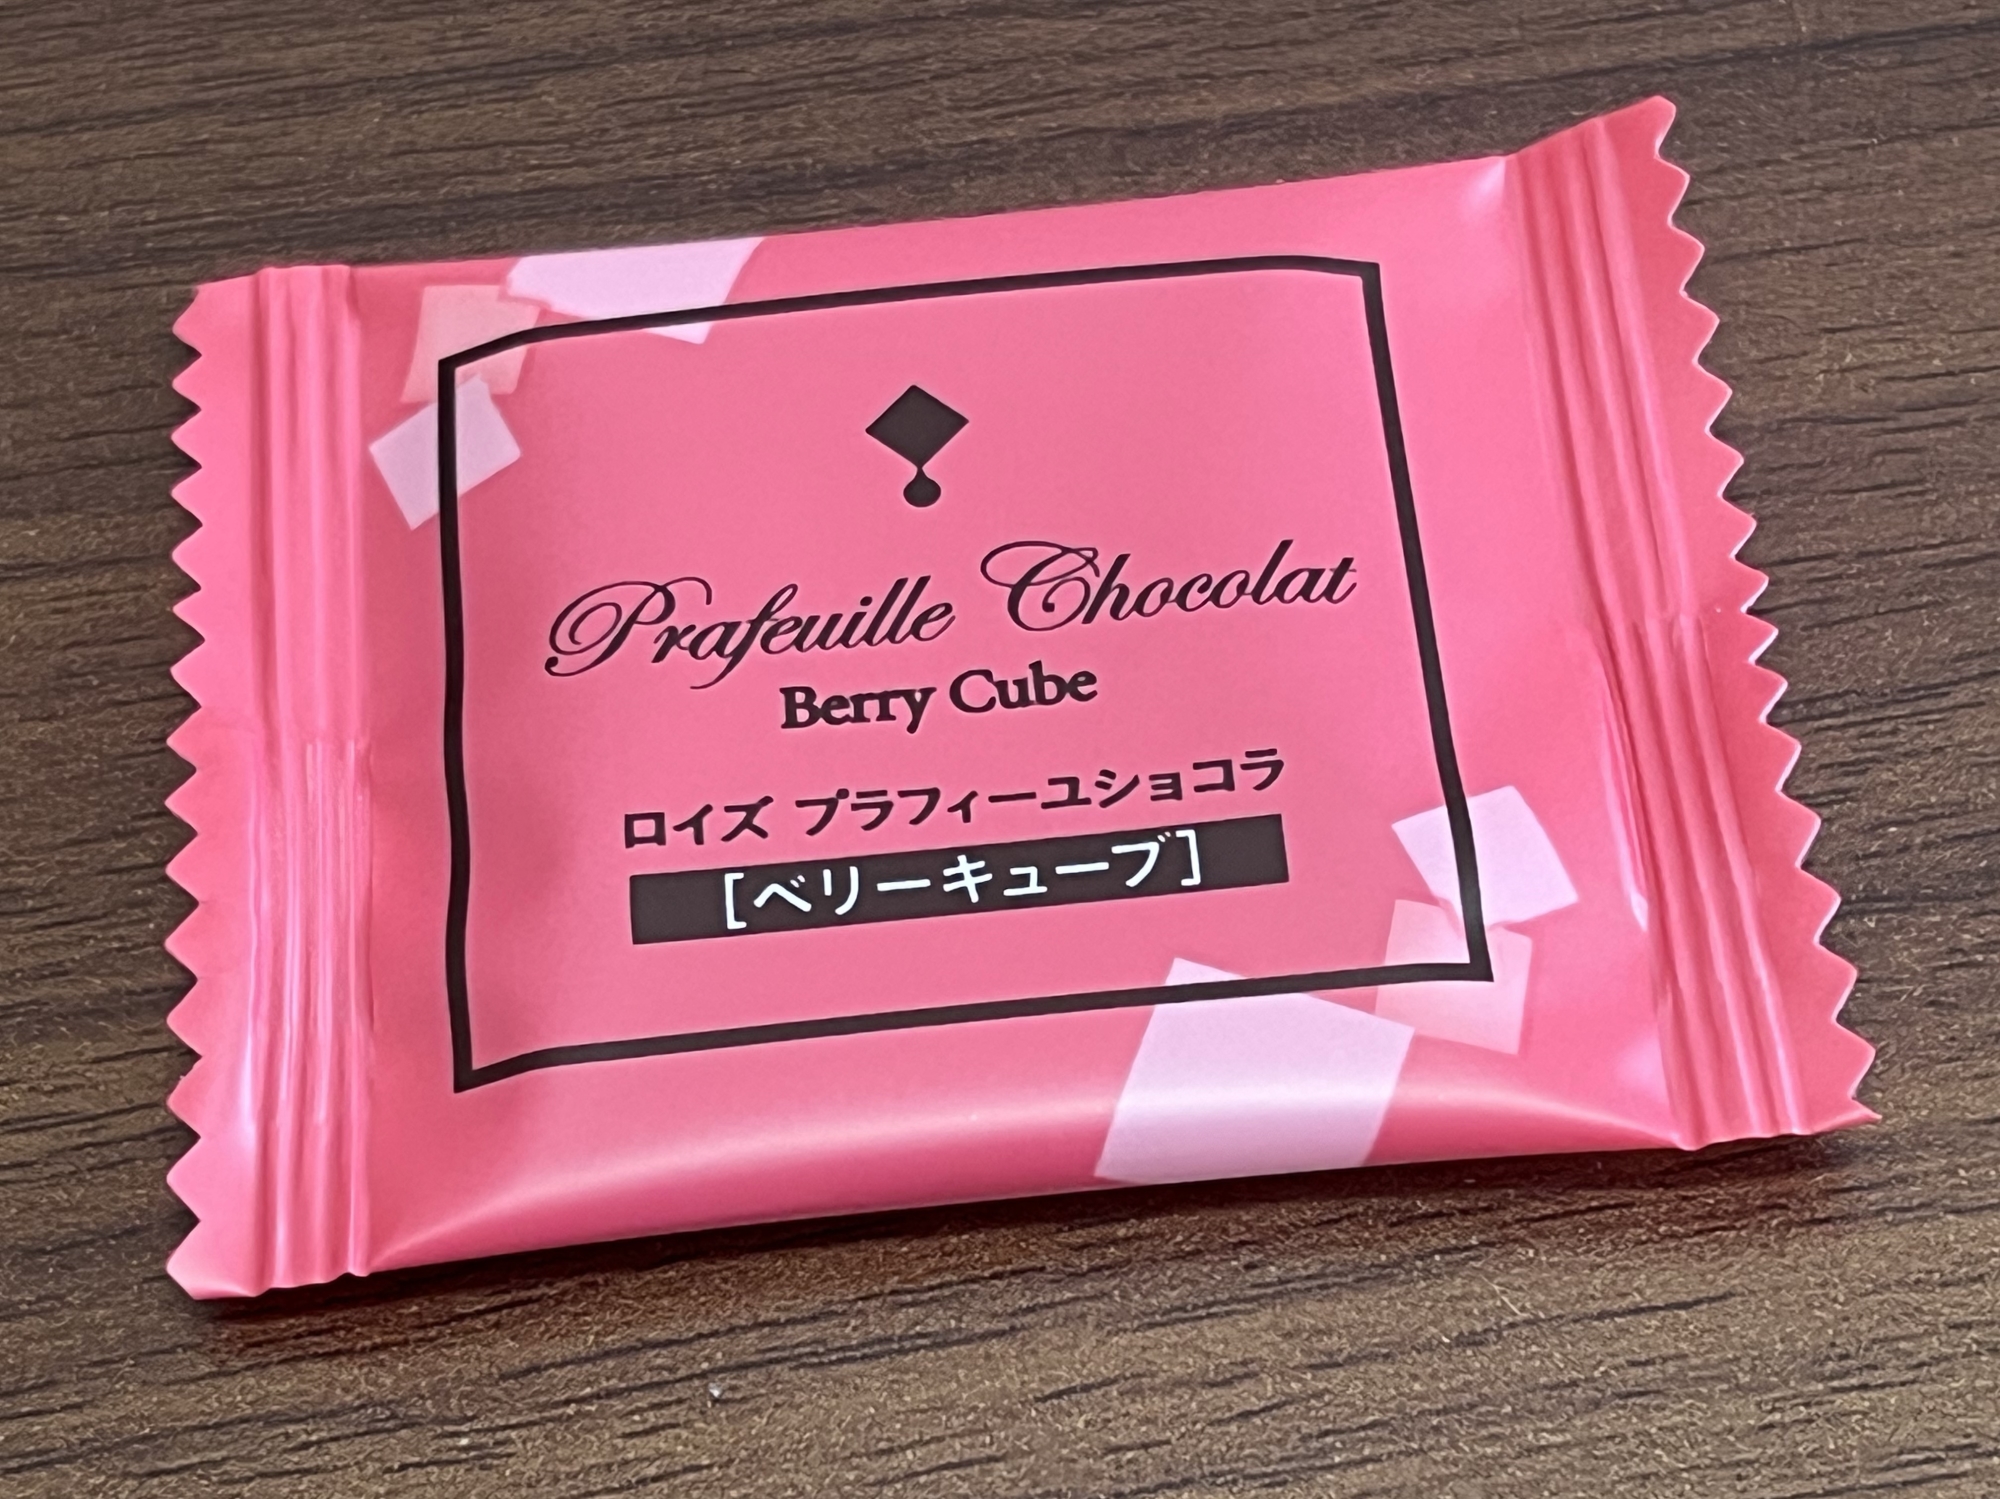 Prafeuille Chocolat
Berry Cube
ロイズ プラフィーユショコラ
[ベリーキューブ]